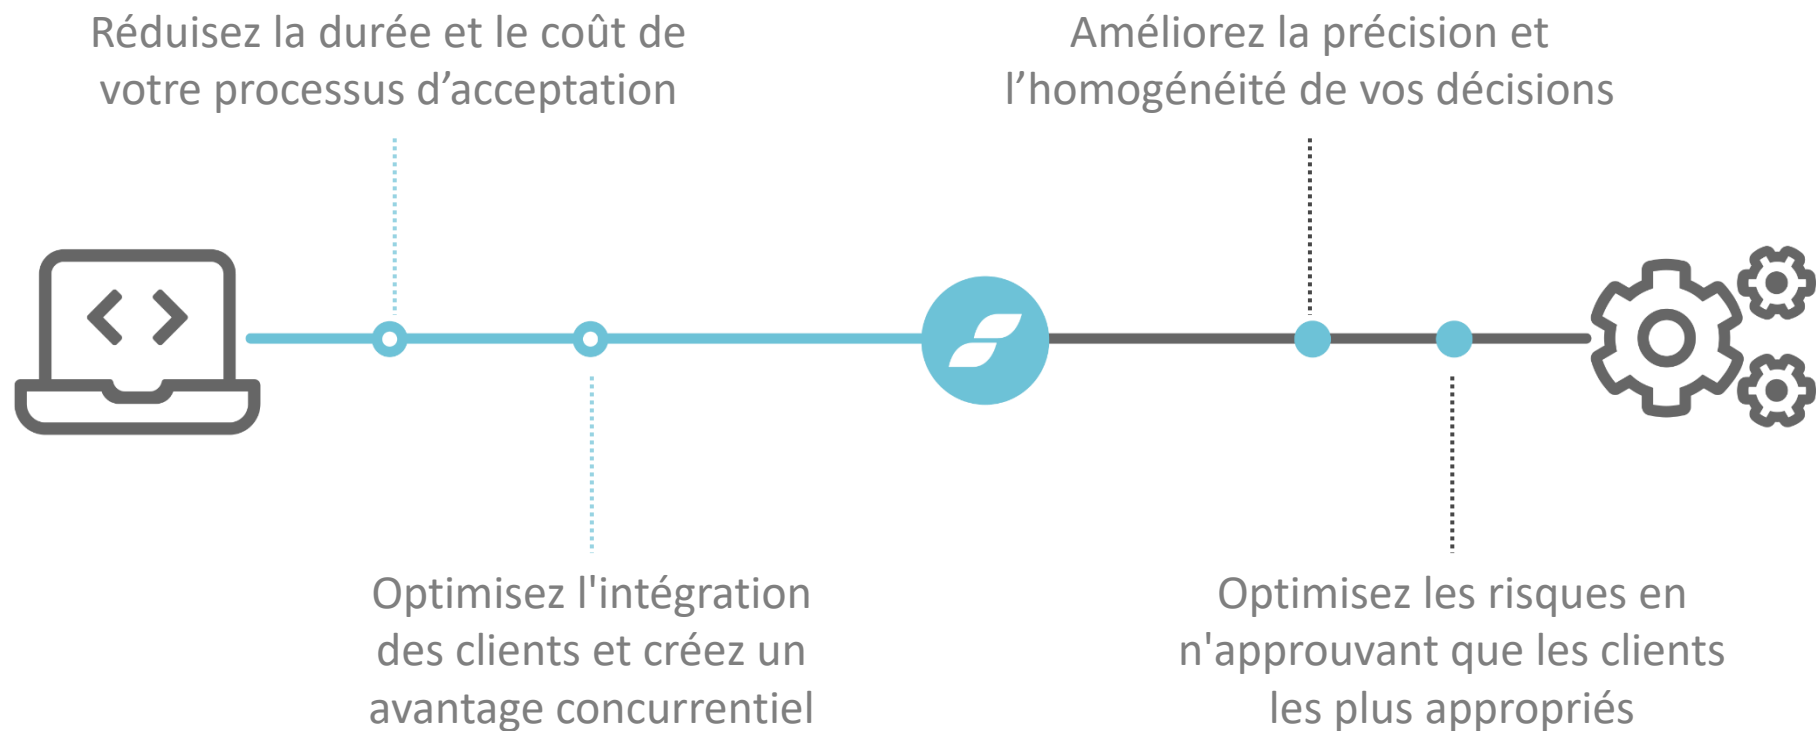 Réduisez la durée et le coût de
votre processus d’acceptation
Améliorez la précision et
l’homogénéité de vos décisions
Optimisez l'intégration
des clients et créez un
avantage concurrentiel
Optimisez les risques en
n'approuvant que les clients
les plus appropriés